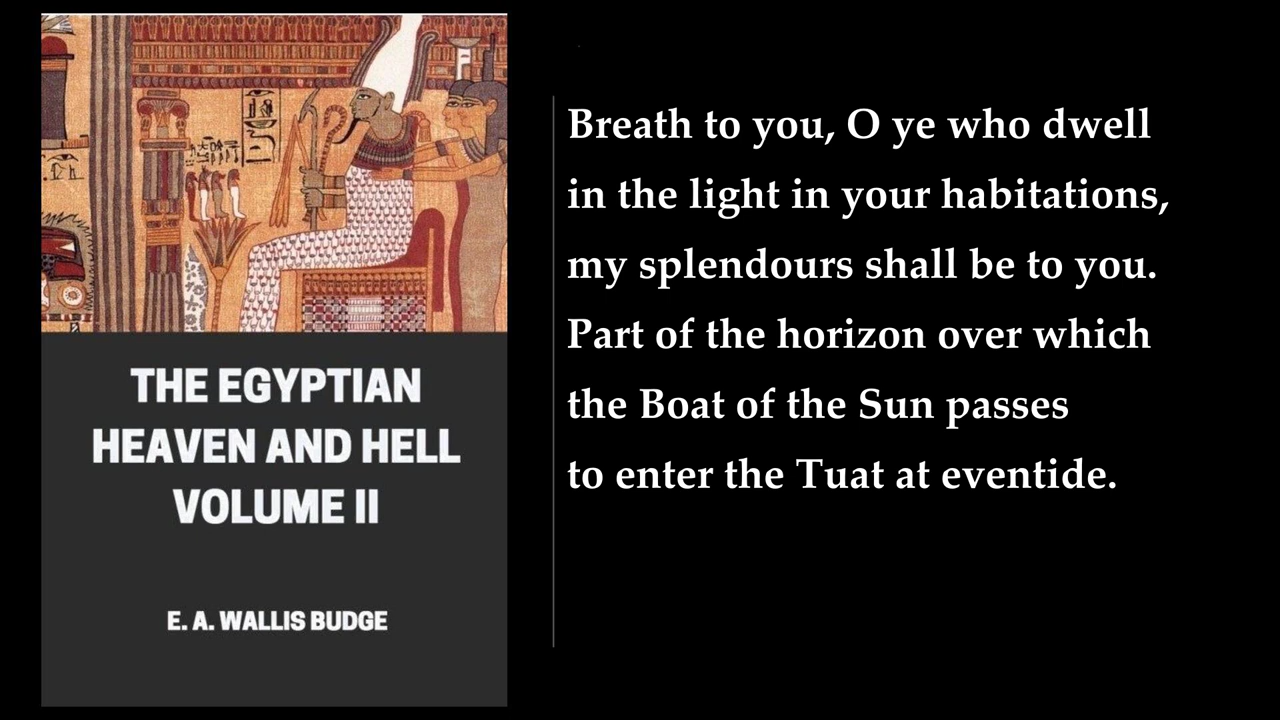 THE EGYPTIAN
HEAVEN AND HELL
VOLUME II
E. A. WALLIS BUDGE
Breath to you, O ye who dwell
in the light in your habitations,
my splendours shall be to you.
Part of the horizon over which
the Boat of the Sun passes
to enter the Tuat at eventide.